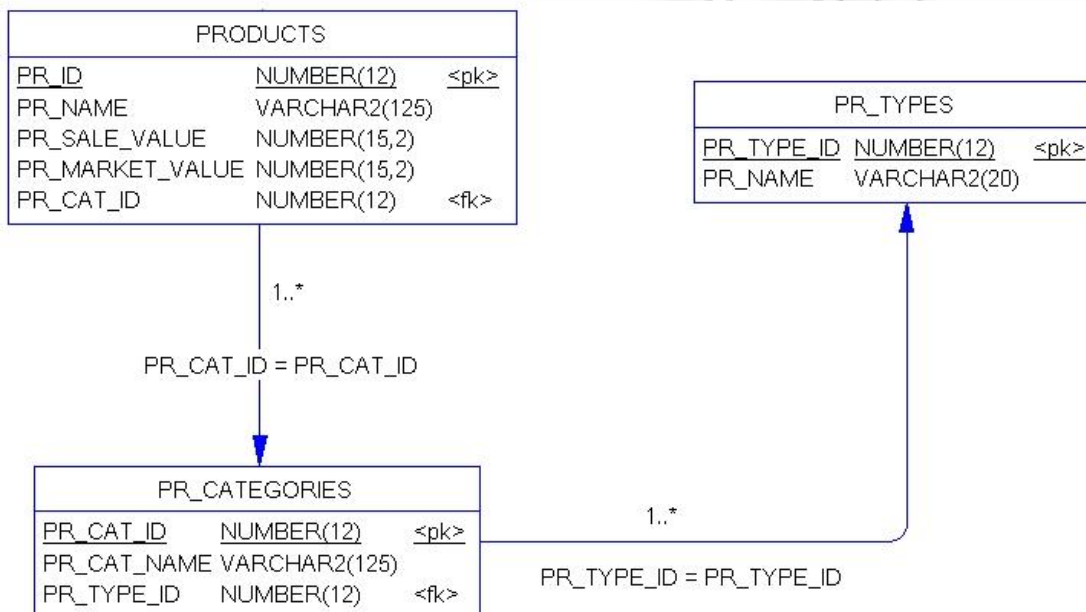 PRODUCTS
PR_ID NUMBER(12) <pk>
PR_NAME VARCHAR2(125)
PR_SALE_VALUE NUMBER(15,2)
PR_MARKET_VALUE NUMBER(15,2)
PR_CAT_ID NUMBER(12) <fk>
PR_TYPES
PR_TYPE_ID NUMBER(12) <pk>
PR_NAME VARCHAR2(20)
1..*
PR_CAT_ID = PR_CAT_ID
PR_CATEGORIES
PR_CAT_ID NUMBER(12) <pk>
PR_CAT_NAME VARCHAR2(125)
PR_TYPE_ID NUMBER(12) <fk>
1..*
PR_TYPE_ID = PR_TYPE_ID